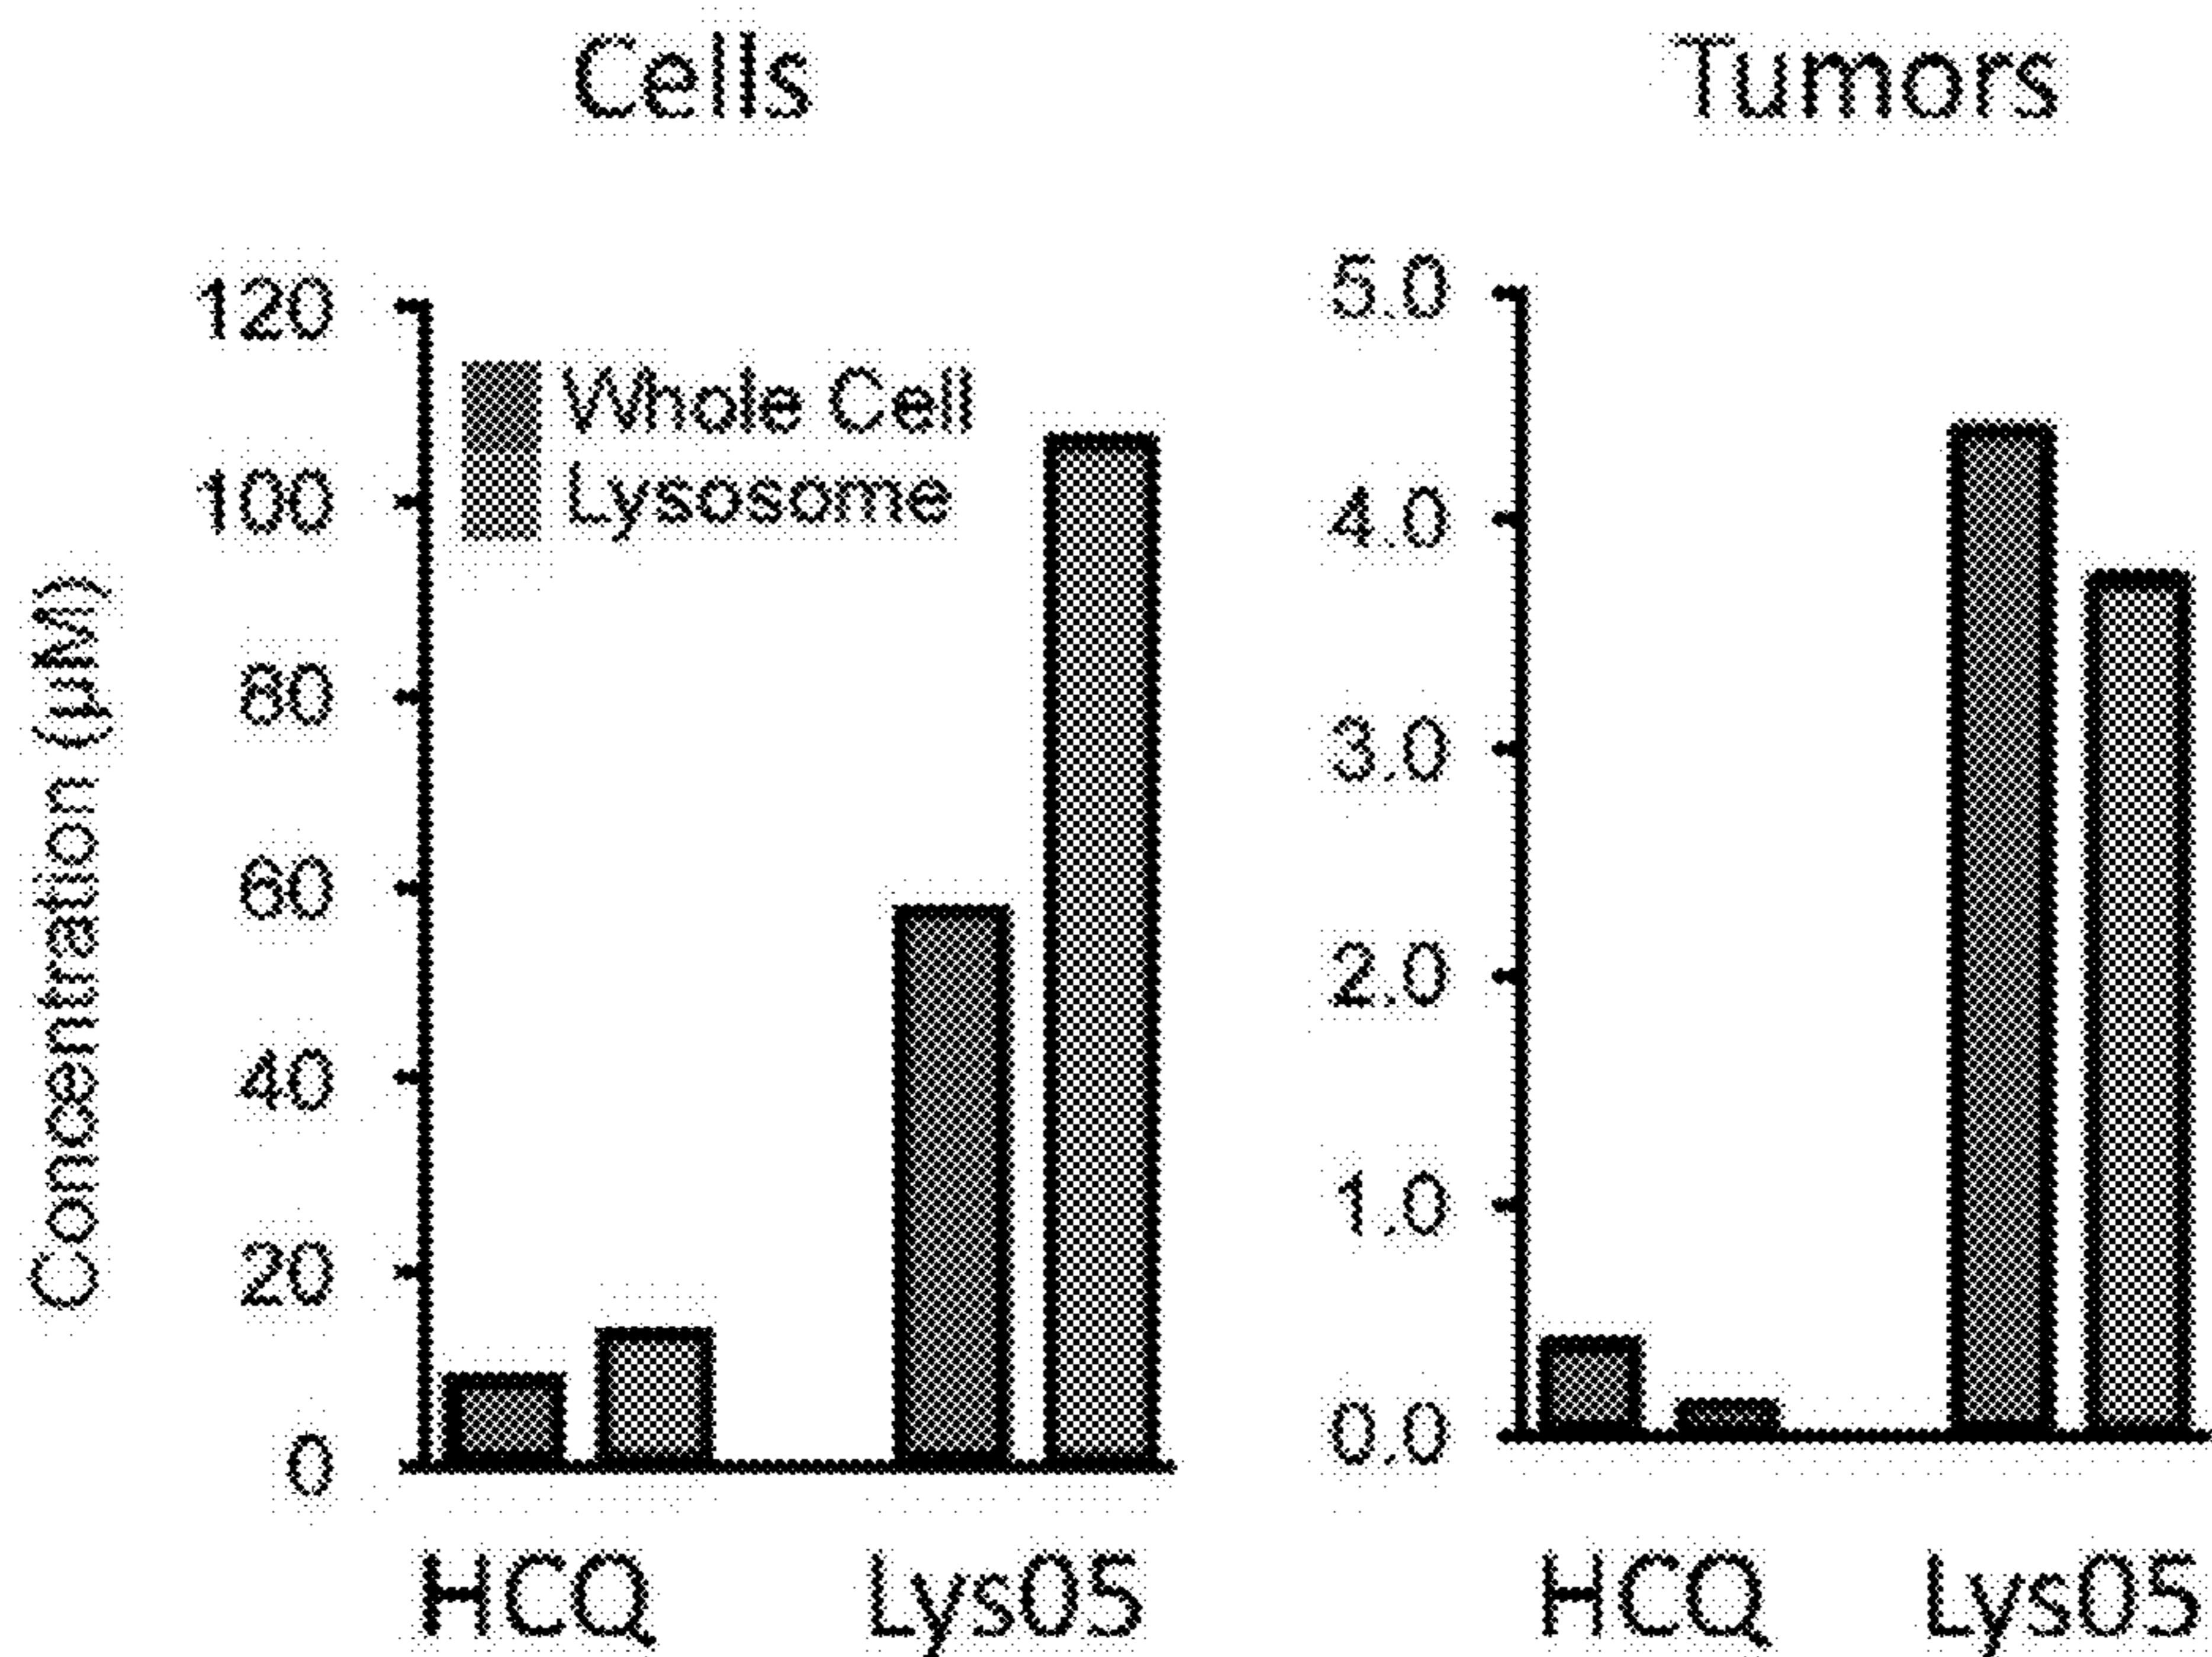 Cells
Tumors
Concentration (µM)
120
100
80
60
40
20
0
Whole Cell
Lysosome
HCQ
Lys05
5.0
4.0
3.0
2.0
1.0
0.0
HCQ
Lys05